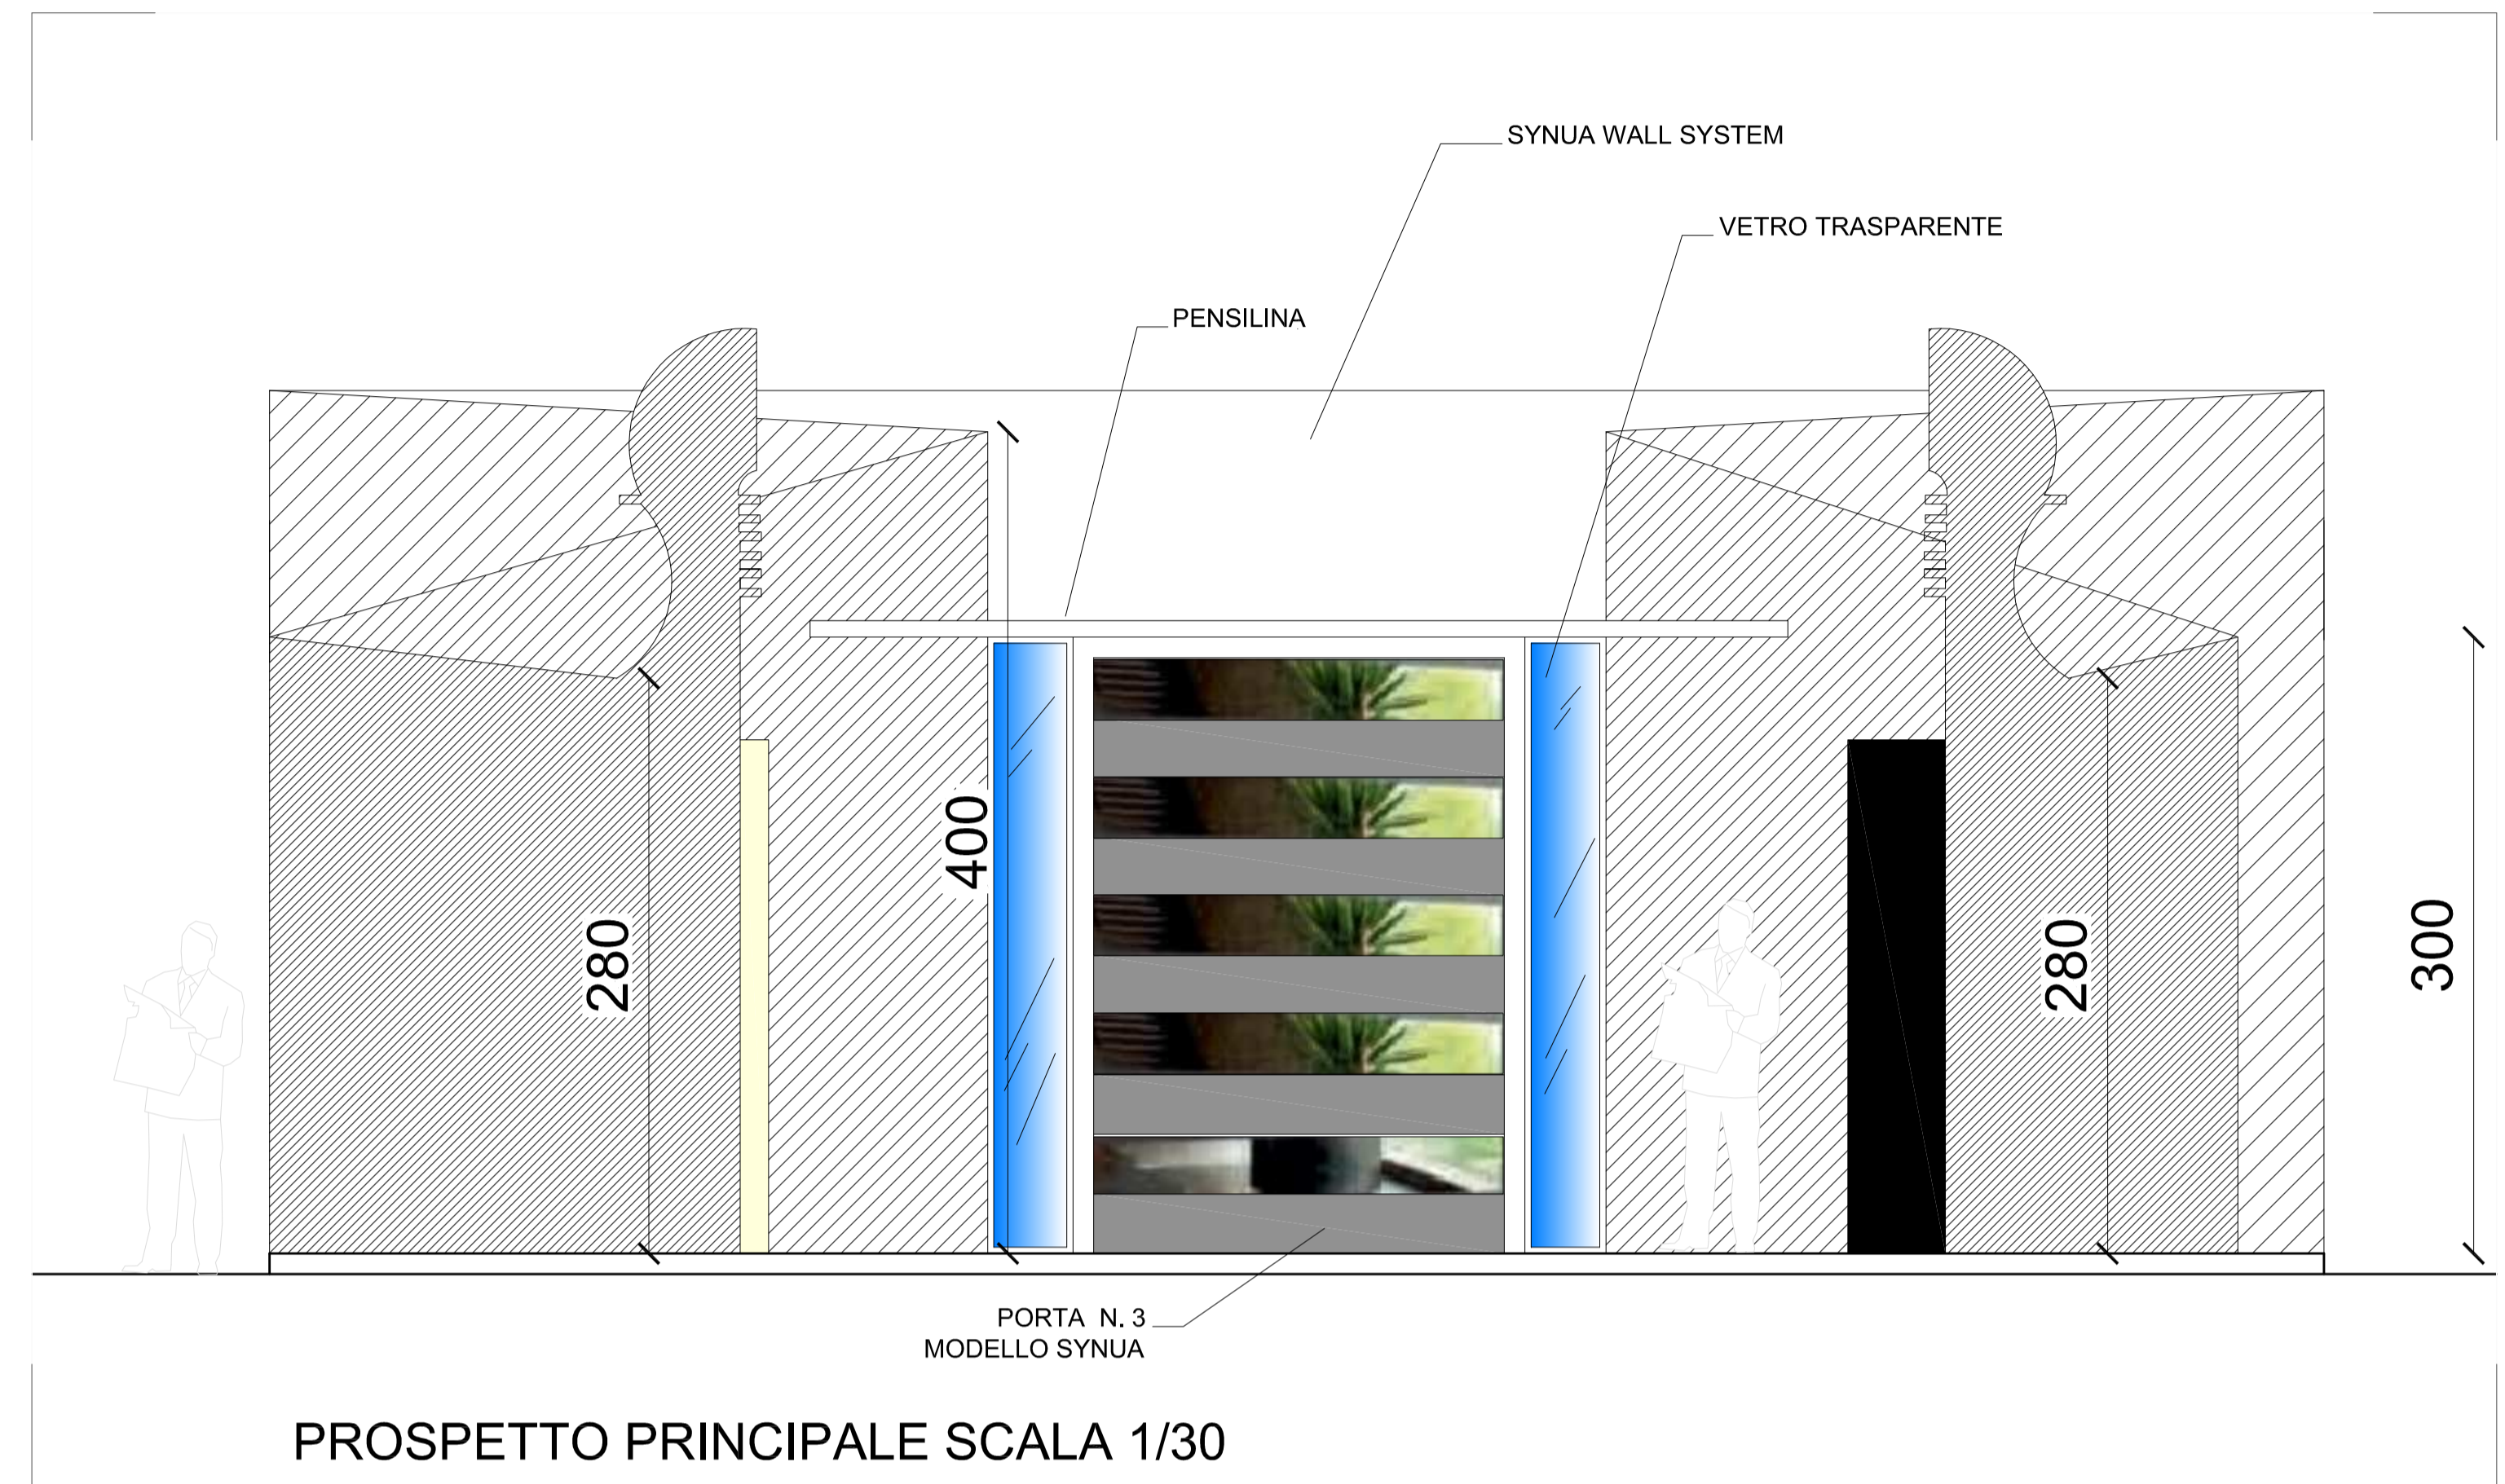 SYNUA WALL SYSTEM
VETRO TRASPARENTE
PENSILINA
400
280
280
300
PORTA N. 3
MODELLO SYNUA
PROSPETTO PRINCIPALE SCALA 1/30